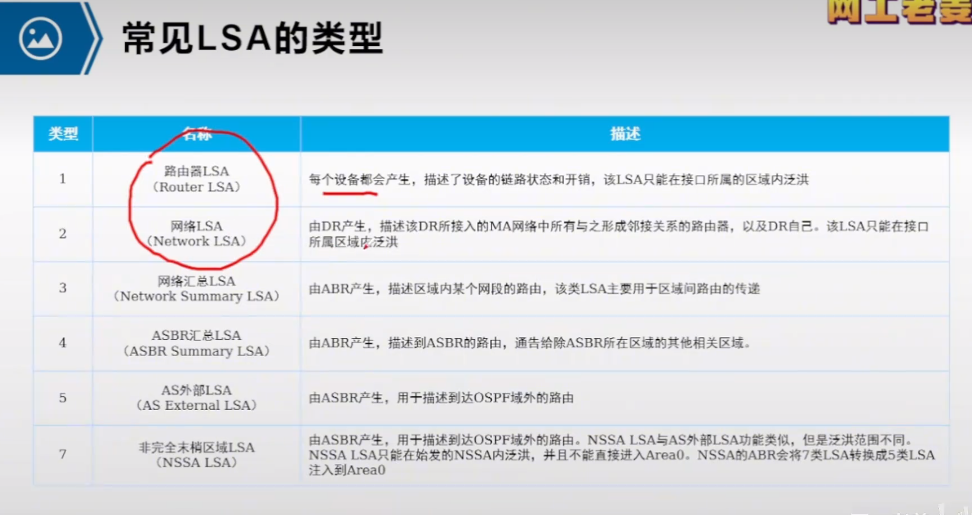 网工老姜
常见LSA的类型
类型 名称 描述
1 路由器LSA
(Router LSA) 每个设备都会产生，描述了设备的链路状态和开销，该LSA只能在接口所属的区域内泛洪
2 网络LSA
(Network LSA) 由DR产生，描述该DR所接入的MA网络中所有与之形成邻接关系的路由器，以及DR自己。该LSA只能在接口
所属区域内泛洪
3 网络汇总LSA
(Network Summary LSA) 由ABR产生，描述区域内某个网段的路由，该类LSA主要用于区域间路由的传递
4 ASBR汇总LSA
(ASBR Summary LSA) 由ABR产生，描述到ASBR的路由，通告给除ASBR所在区域的其他相关区域。
5 AS外部LSA
(AS External LSA) 由ASBR产生，用于描述到达OSPF域外的路由
7 非完全末梢区域LSA
(NSSA LSA) 由ASBR产生，用于描述到达OSPF域外的路由。NSSA LSA与AS外部LSA功能类似，但是泛洪范围不同。
NSSA LSA只能在始发的NSSA内泛洪，并且不能直接进入Area0。NSSA的ABR会将7类LSA转换成5类LSA
注入到Area0